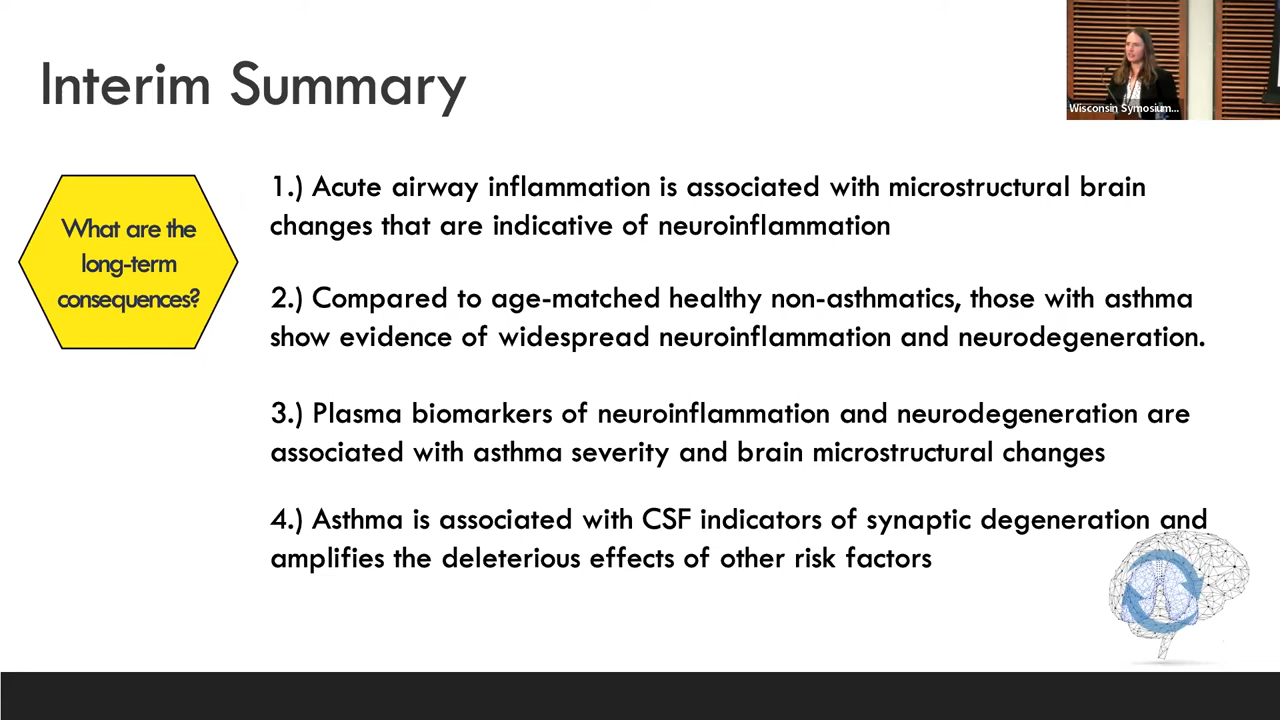 Interim Summary
Wisconsin Symosium...
What are the
long-term
consequences?
1.) Acute airway inflammation is associated with microstructural brain
changes that are indicative of neuroinflammation
2.) Compared to age-matched healthy non-asthmatics, those with asthma
show evidence of widespread neuroinflammation and neurodegeneration.
3.) Plasma biomarkers of neuroinflammation and neurodegeneration are
associated with asthma severity and brain microstructural changes
4.) Asthma is associated with CSF indicators of synaptic degeneration and
amplifies the deleterious effects of other risk factors